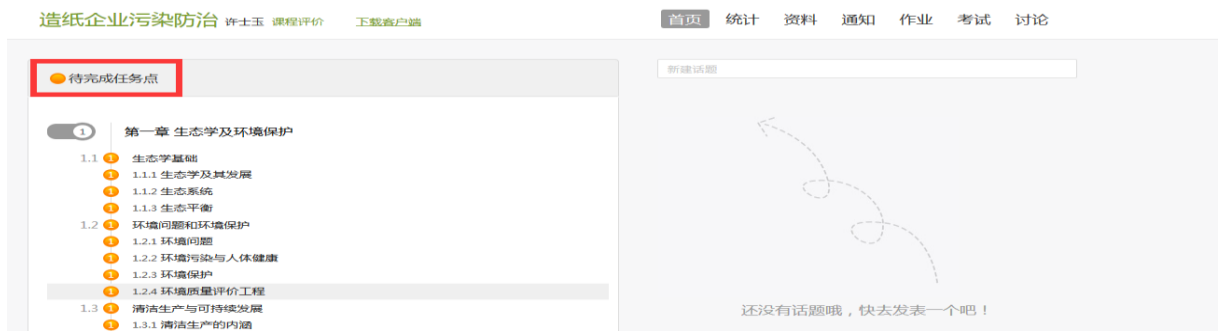 造纸企业污染防治 许士玉 课程评价 下载客户端
首页 统计 资料 通知 作业 考试 讨论
待完成任务点
1 第一章 生态学及环境保护
1.1 1 生态学基础
1 1.1.1 生态学及其发展
1 1.1.2 生态系统
1 1.1.3 生态平衡
1.2 1 环境问题和环境保护
1 1.2.1 环境问题
1 1.2.2 环境污染与人体健康
1 1.2.3 环境保护
1 1.2.4 环境质量评价工程
1.3 1 清洁生产与可持续发展
1 1.3.1 清洁生产的内涵
新建话题
还没有话题哦，快去发表一个吧！